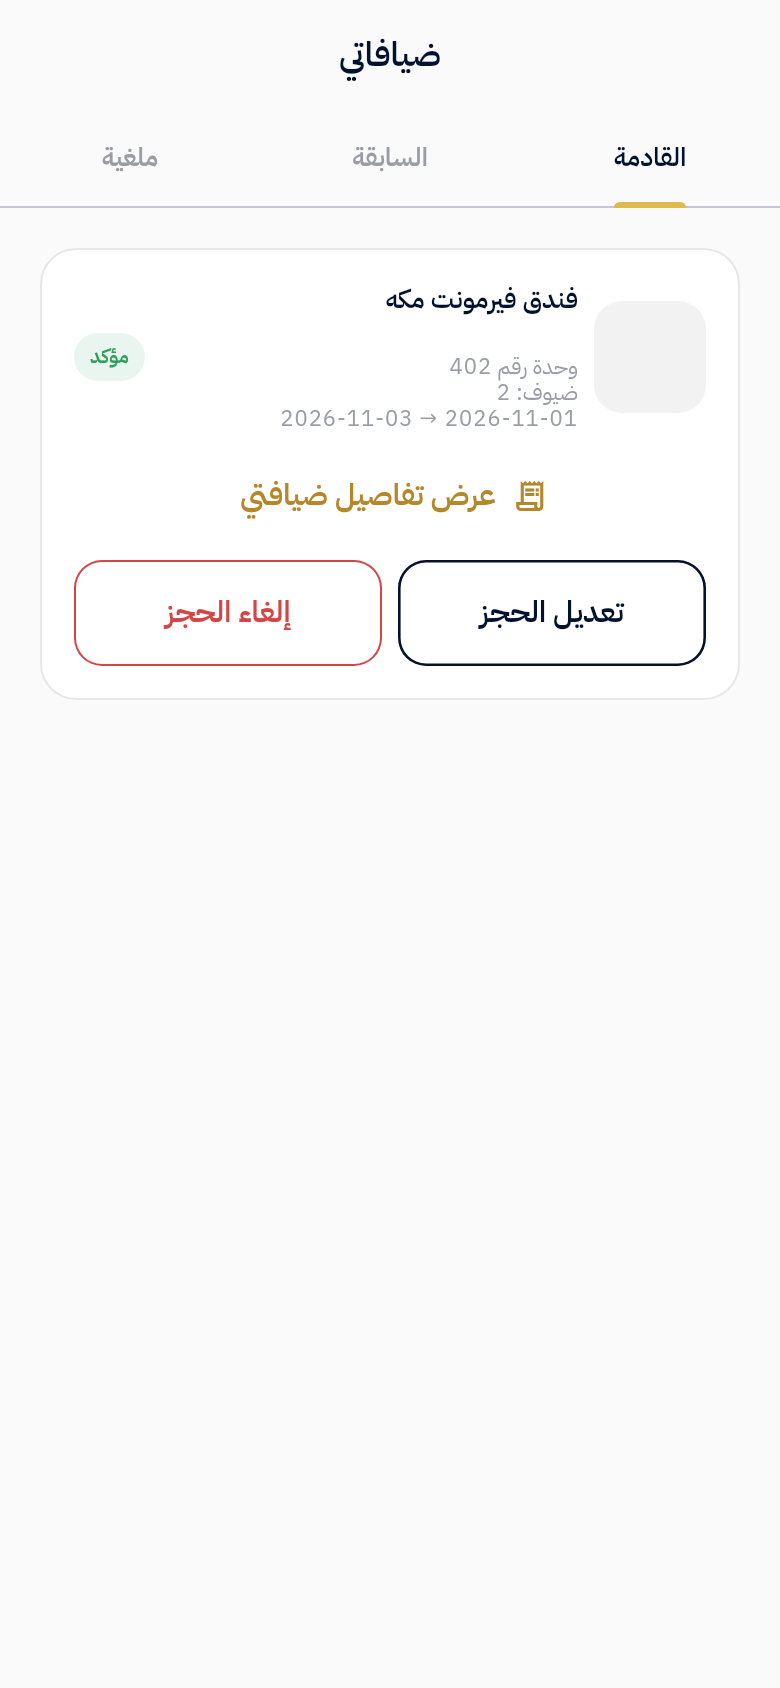 ضيافاتي
القادمة
السابقة
ملغية
فندق فيرمونت مكه
وحدة رقم 402
ضيوف: 2
2026-11-01 → 2026-11-03
مؤكد
عرض تفاصيل ضيافتي
تعديل الحجز
إلغاء الحجز